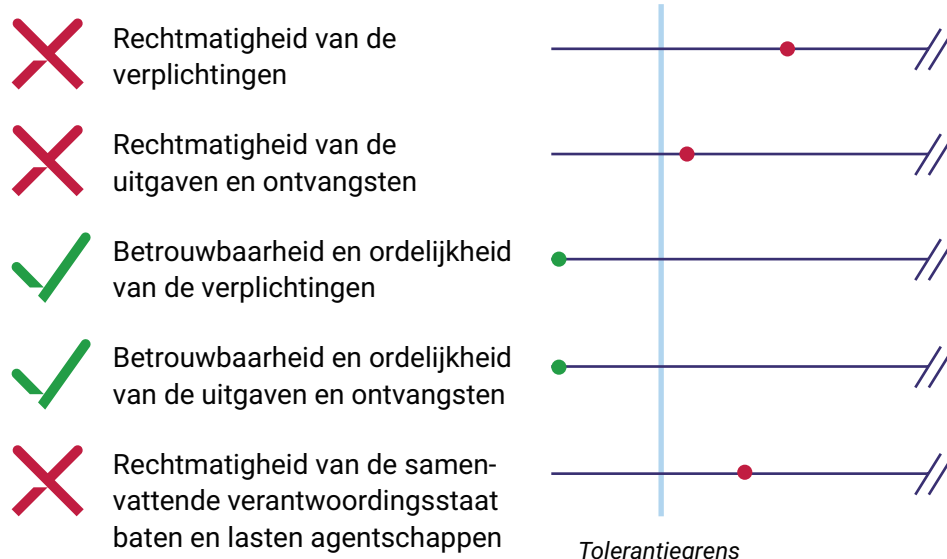 Rechtmatigheid van de
verplichtingen
Rechtmatigheid van de
uitgaven en ontvangsten
Betrouwbaarheid en ordelijkheid
van de verplichtingen
Betrouwbaarheid en ordelijkheid
van de uitgaven en ontvangsten
Rechtmatigheid van de samen-
vattende verantwoordingsstaat
baten en lasten agentschappen
Tolerantiegrens